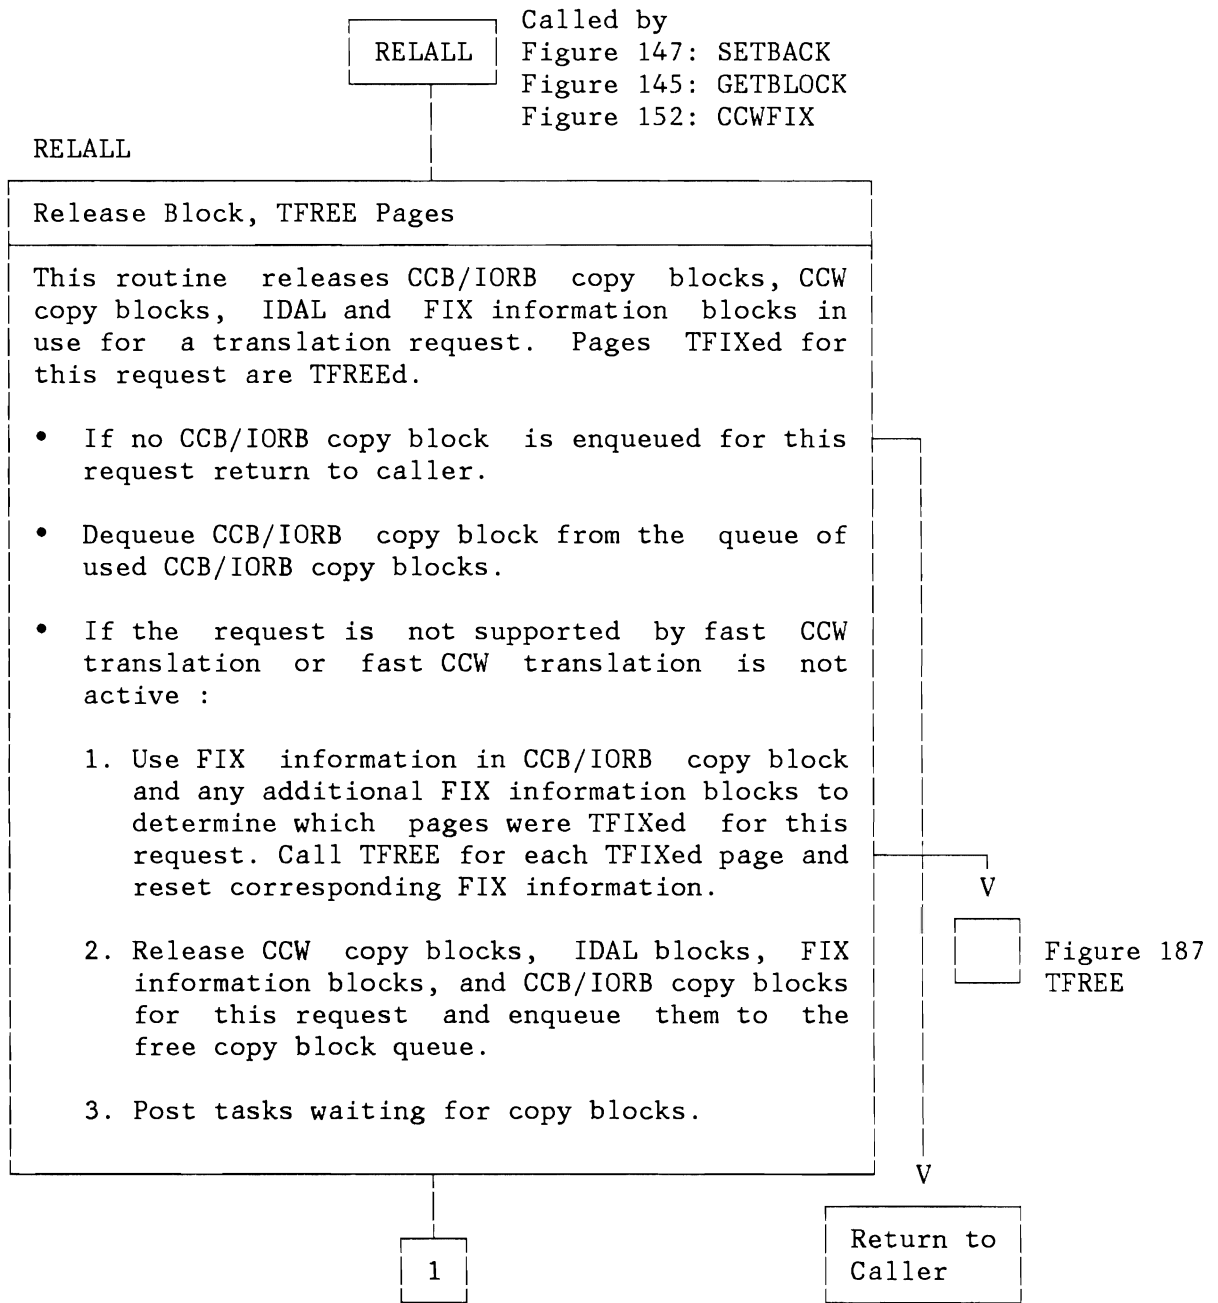 RELALL
Called by
Figure 147: SETBACK
Figure 145: GETBLOCK
Figure 152: CCWFIX
RELALL
Release Block, TFREE Pages
This routine releases CCB/IORB copy blocks, CCW
copy blocks, IDAL and FIX information blocks in
use for a translation request. Pages TFIXed for
this request are TFREEd.
• If no CCB/IORB copy block is enqueued for this
request return to caller.
• Dequeue CCB/IORB copy block from the queue of
used CCB/IORB copy blocks.
• If the request is not supported by fast CCW
translation or fast CCW translation is not
active :
1. Use FIX information in CCB/IORB copy block
and any additional FIX information blocks to
determine which pages were TFIXed for this
request. Call TFREE for each TFIXed page and
reset corresponding FIX information.
V
2. Release CCW copy blocks, IDAL blocks, FIX
information blocks, and CCB/IORB copy blocks
for this request and enqueue them to the
free copy block queue.
Figure 187
TFREE
3. Post tasks waiting for copy blocks.
V
1
Return to
Caller